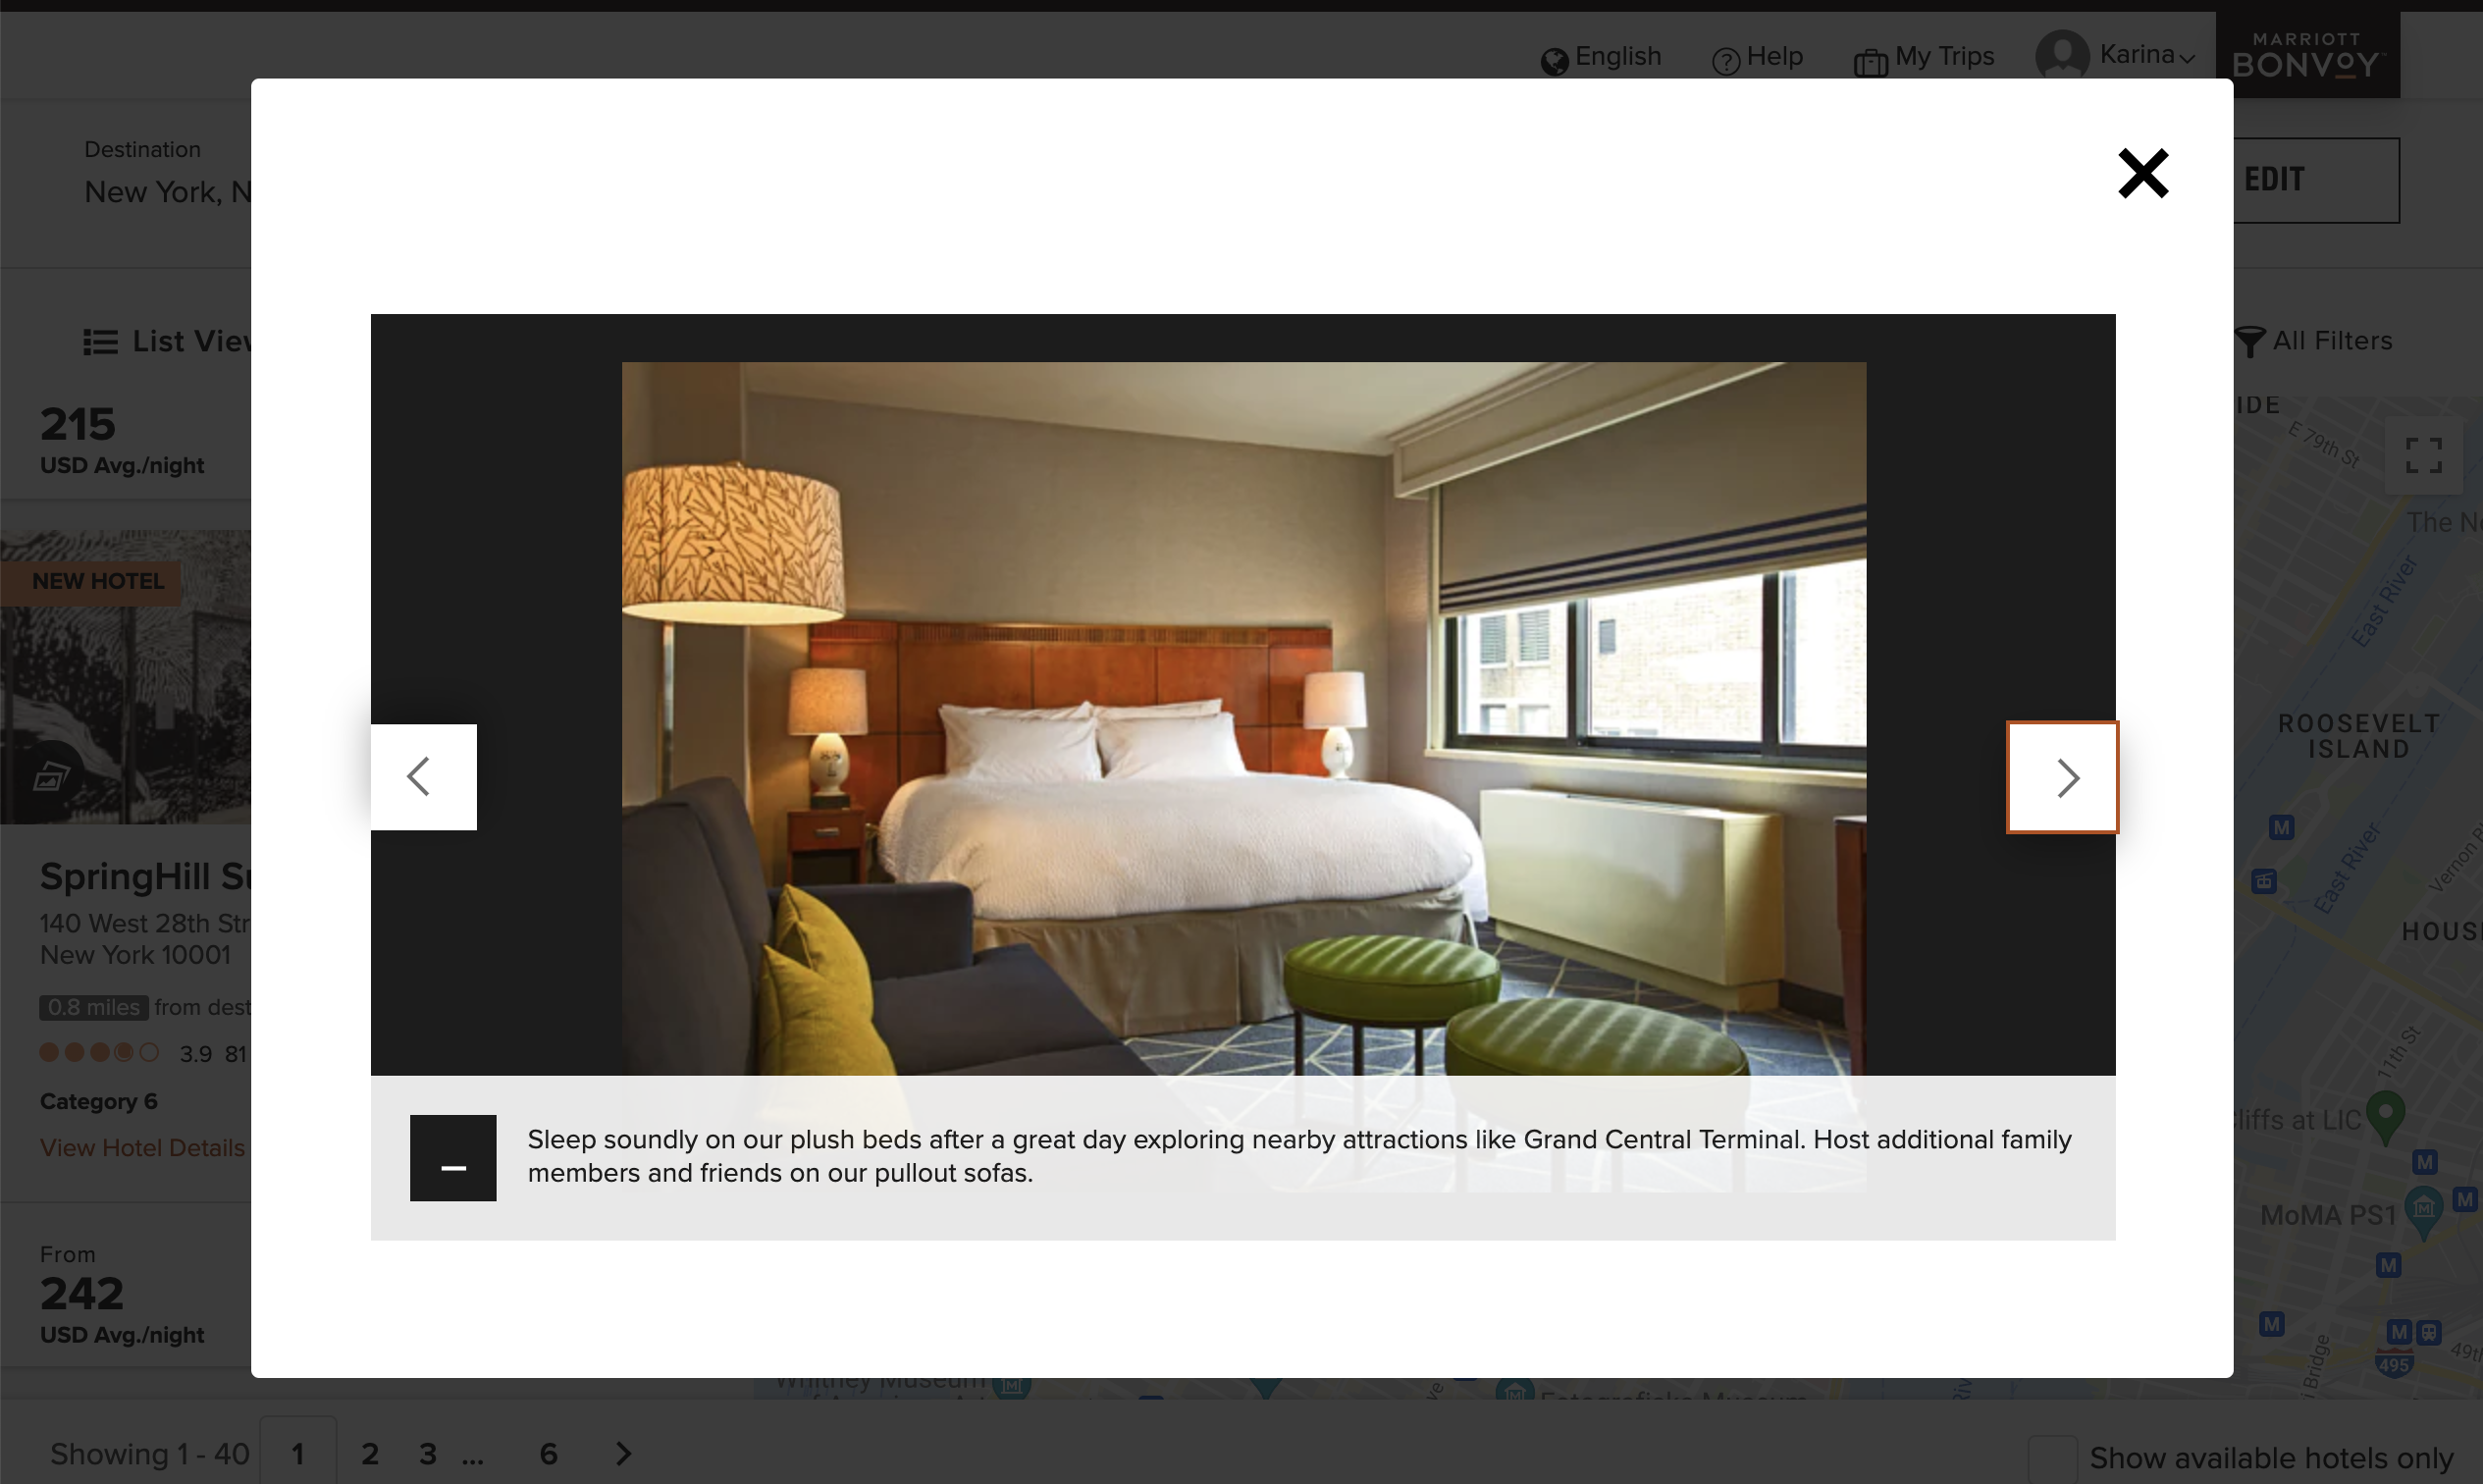 English
Help
My Trips
Karina
MARRIOTT
BONVOY™
Destination
New York, N
EDIT
List View
All Filters
215
USD Avg./night
NEW HOTEL
SpringHill Su
140 West 28th Str
New York 10001
0.8 miles from dest
3.9 81
Category 6
View Hotel Details
From
242
USD Avg./night
Sleep soundly on our plush beds after a great day exploring nearby attractions like Grand Central Terminal. Host additional family
members and friends on our pullout sofas.
IDE
E 79th St
The N
East River
ROOSEVELT
ISLAND
M
East River
Vernon
HOUS
11th St
Cliffs at LIC
M
MoMA PS1
M
M
M
M
495
49th
Bridge
Whitney Museum
Fotografiska Museum
Showing 1 - 40
1
2
3
...
6
Show available hotels only